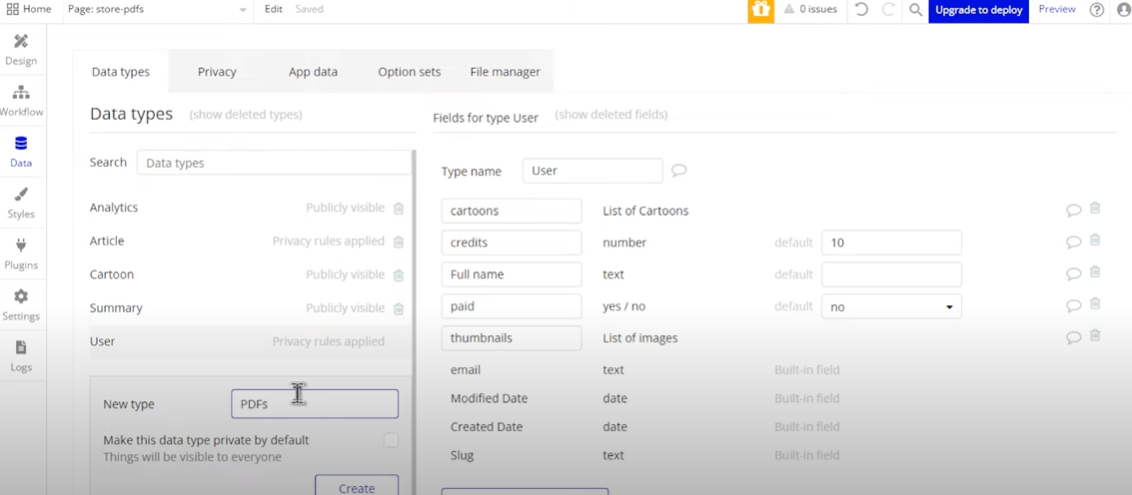 Home Page: store-pdfs Edit Saved 0 issues Upgrade to deploy Preview
Design
Workflow
Data
Styles
Plugins
Settings
Logs
Data types Privacy App data Option sets File manager
Data types (show deleted types)
Search Data types
Analytics Publicly visible
Article Privacy rules applied
Cartoon Publicly visible
Summary Publicly visible
User Privacy rules applied
New type PDFs
Make this data type private by default
Things will be visible to everyone
Create
Fields for type User (show deleted fields)
Type name User
cartoons List of Cartoons
credits number default 10
Full name text default
paid yes / no default no
thumbnails List of images
email text Built-in field
Modified Date date Built-in field
Created Date date Built-in field
Slug text Built-in field